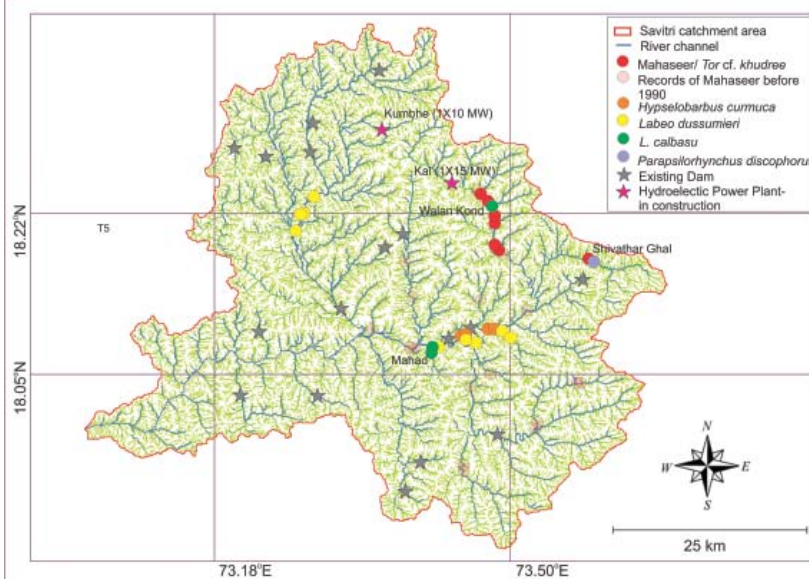 Savitri catchment area
River channel
Mahaseer/ Tor cf. khudree
Records of Mahaseer before
1990
Hypselobarbus curmuca
Labeo dussumieri
L. calbasu
Parapsilorhynchus discophorus
Existing Dam
Hydroelectic Power Plant-
in construction
Kumbhe (1X10 MW)
Kal (1X15 MW)
Walan Kond
18.22°N
T5
Shivathar Ghal
Mahad
18.05°N
N
W
E
S
25 km
73.18°E
73.50°E